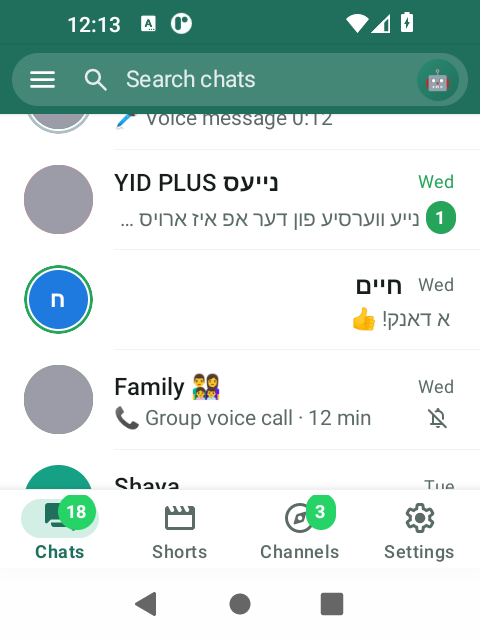 12:13
A
Search chats
Voice message 0:12
YID PLUS נייעס
Wed
נייע ווערסיע פון דער אפ איז ארויס ...
1
ח
חיים
Wed
א דאנק! 👍
Family 👨‍👩‍👧‍👦
Wed
📞 Group voice call · 12 min
Shaya
Tue
18
3
Chats
Shorts
Channels
Settings